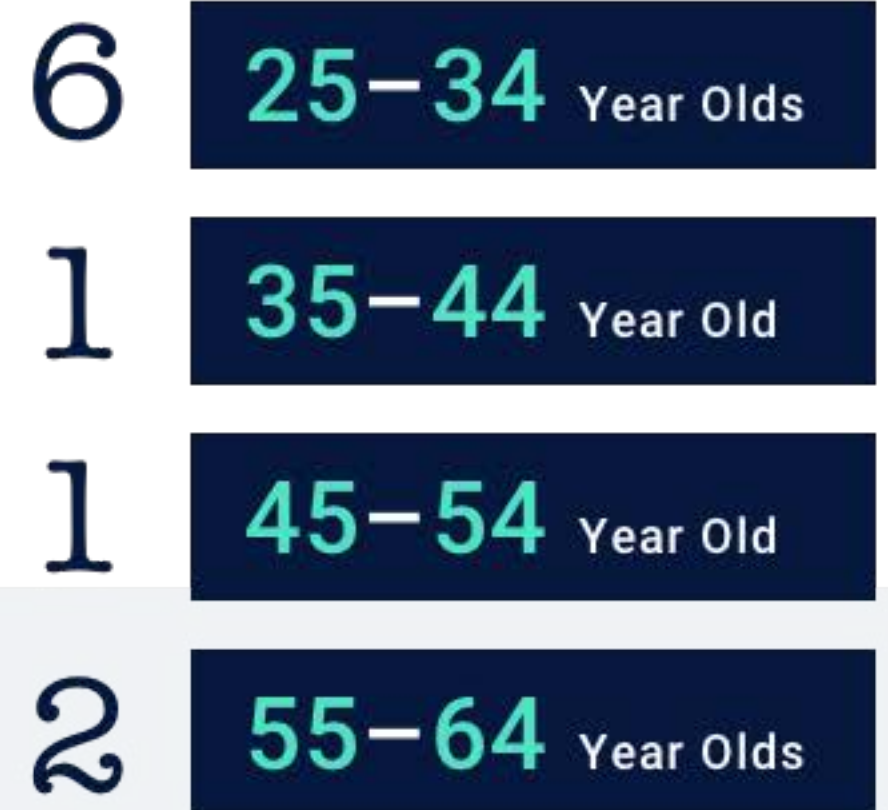 6 25–34 Year Olds
1 35–44 Year Old
1 45–54 Year Old
2 55–64 Year Olds